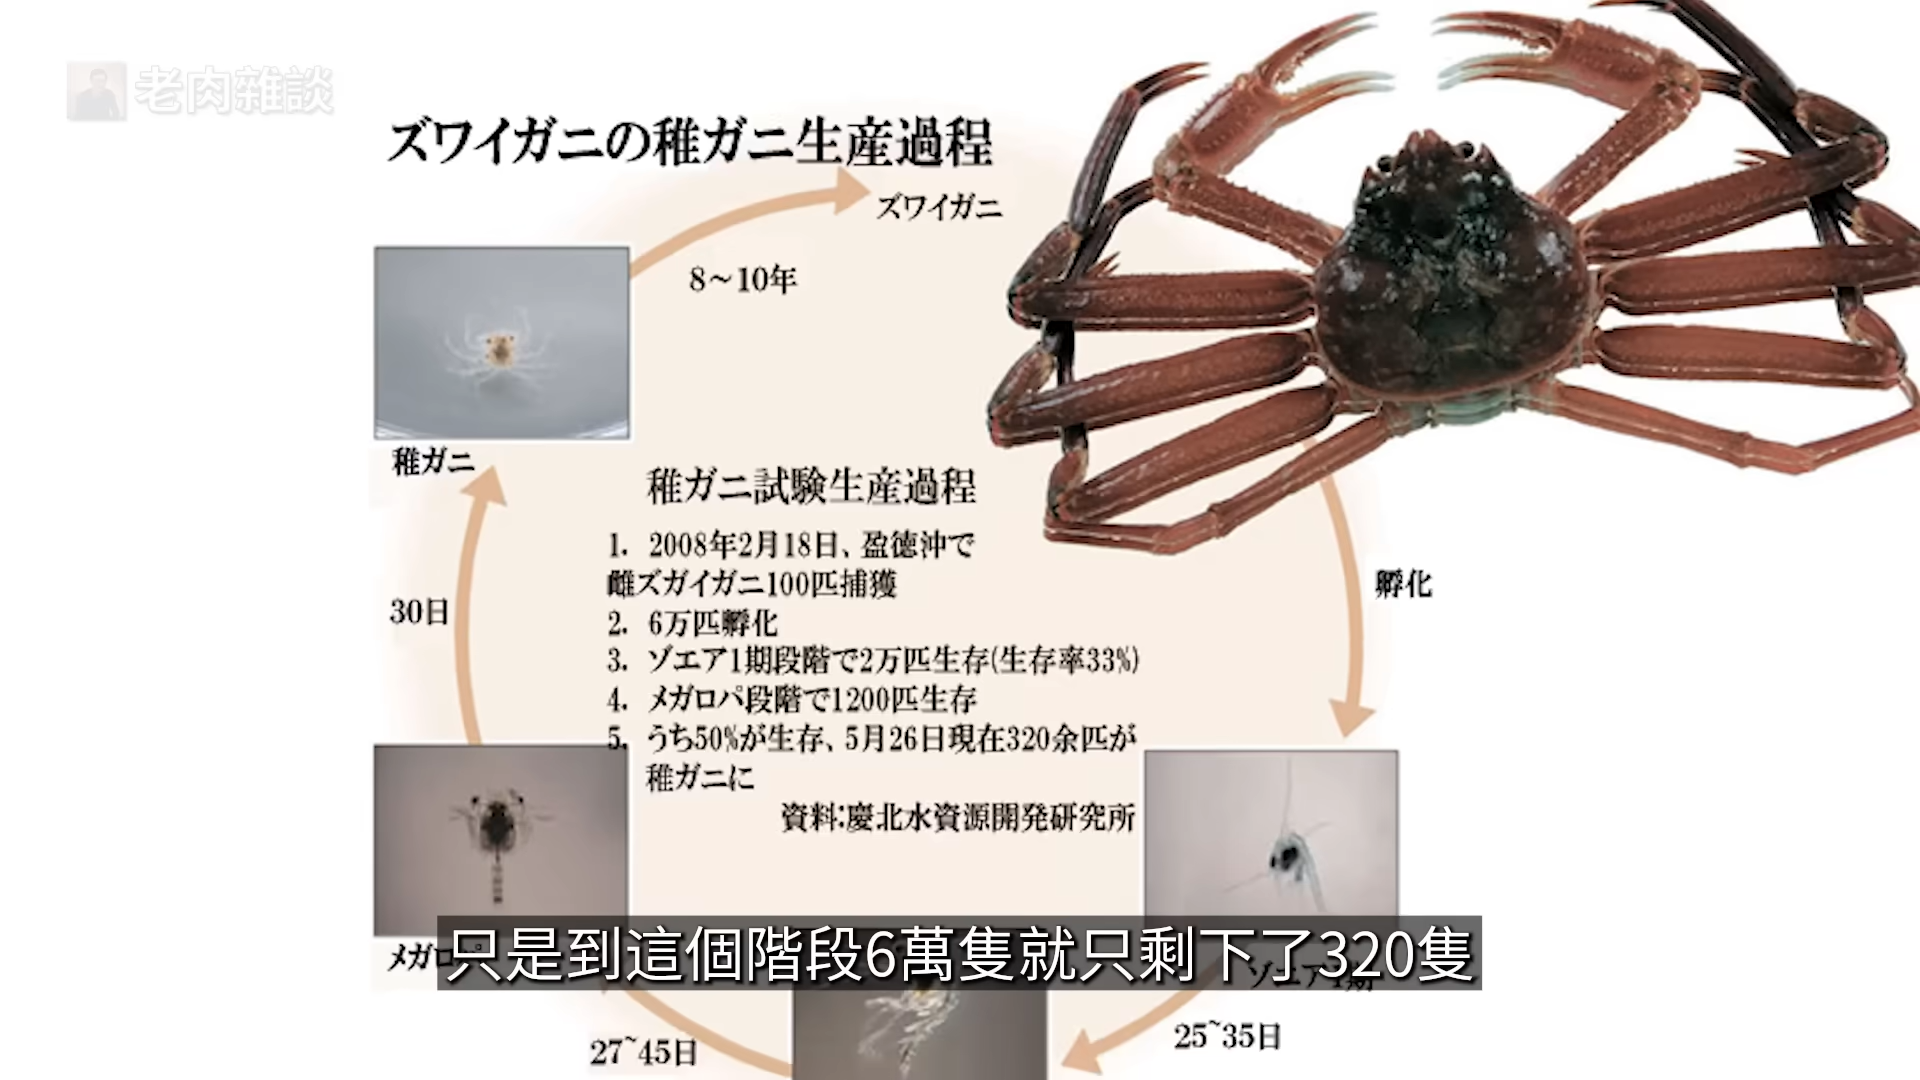 老肉雜談
ズワイガニの稚ガニ生産過程
ズワイガニ
8～10年
稚ガニ
稚ガニ試験生産過程
1. 2008年2月18日、盈徳沖で
雌ズガイガニ100匹捕獲
2. 6万匹孵化
3. ゾエア1期段階で2万匹生存(生存率33%)
4. メガロパ段階で1200匹生存
5. うち50%が生存、5月26日現在320余匹が
稚ガニに
資料:慶北水資源開発研究所
30日
孵化
メガロパ
ゾエア1期
只是到這個階段6萬隻就只剩下了320隻
27~45日
25~35日